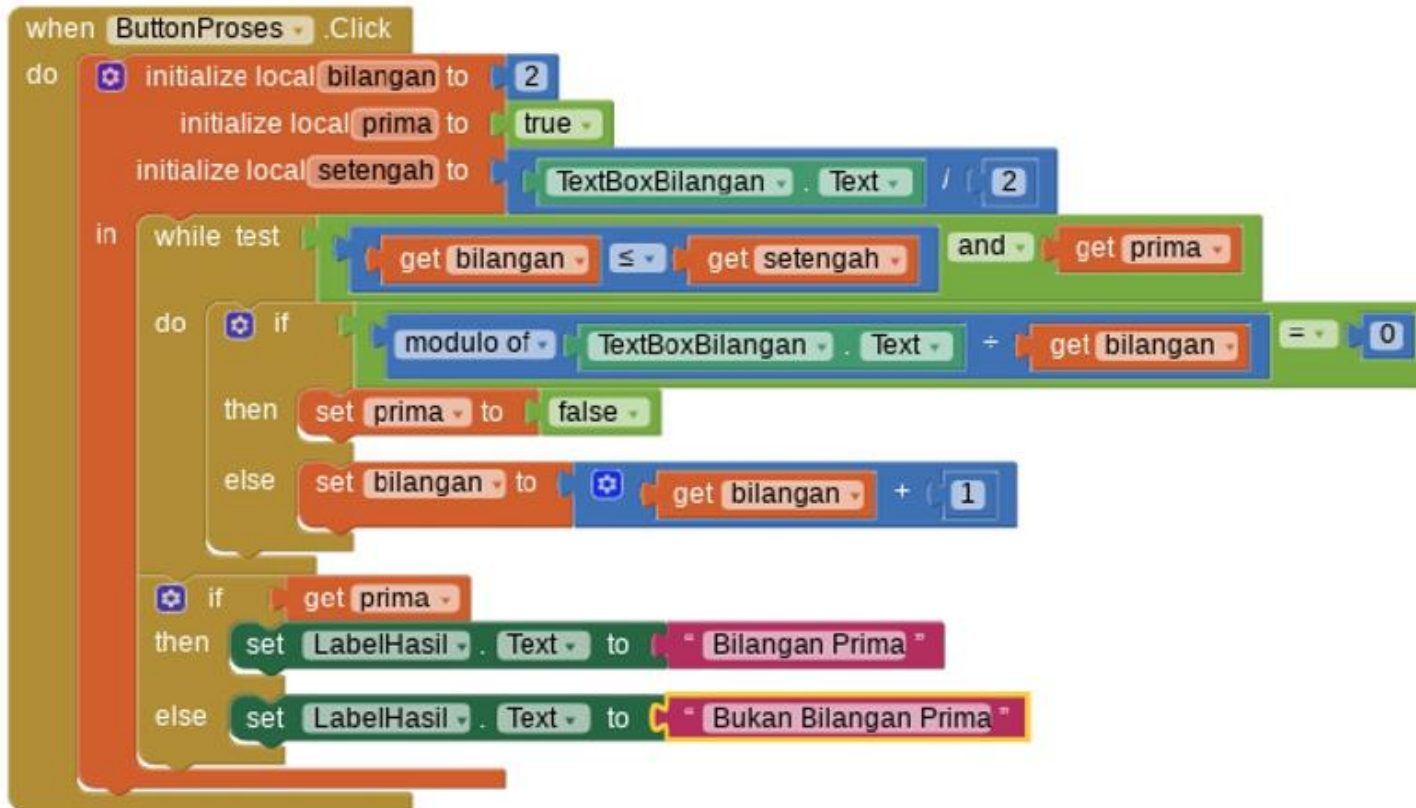 when ButtonProses .Click
do initialize local bilangan to 2
initialize local prima to true
initialize local setengah to TextBoxBilangan . Text / 2
in while test get bilangan ≤ get setengah and get prima
do if modulo of TextBoxBilangan . Text ÷ get bilangan = 0
then set prima to false
else set bilangan to get bilangan + 1
if get prima
then set LabelHasil . Text to " Bilangan Prima "
else set LabelHasil . Text to " Bukan Bilangan Prima "